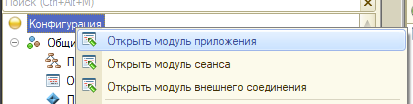 Поиск (Ctrl+Alt+M)
Конфигурация
Открыть модуль приложения
Общи
Открыть модуль сеанса
П
Открыть модуль внешнего соединения
О
П